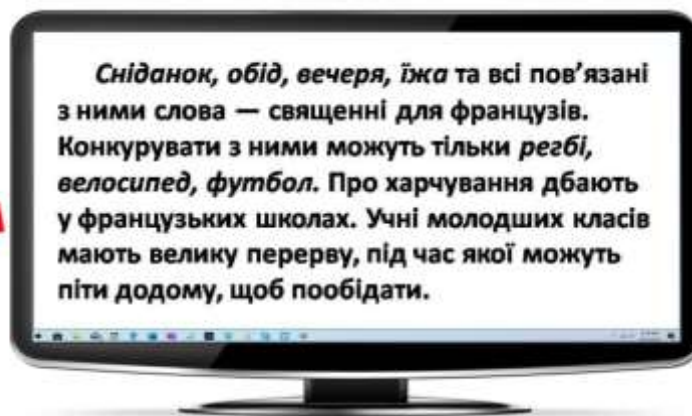 Сніданок, обід, вечеря, їжа та всі пов’язані
з ними слова — священні для французів.
Конкурувати з ними можуть тільки регбі,
велосипед, футбол. Про харчування дбають
у французьких школах. Учні молодших класів
мають велику перерву, під час якої можуть
піти додому, щоб пообідати.